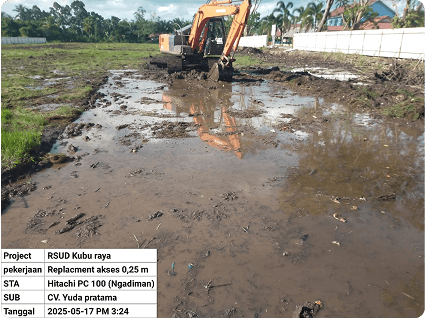 Project RSUD Kubu raya
pekerjaan Replacment akses 0,25 m
STA Hitachi PC 100 (Ngadiman)
SUB CV. Yuda pratama
Tanggal 2025-05-17 PM 3:24